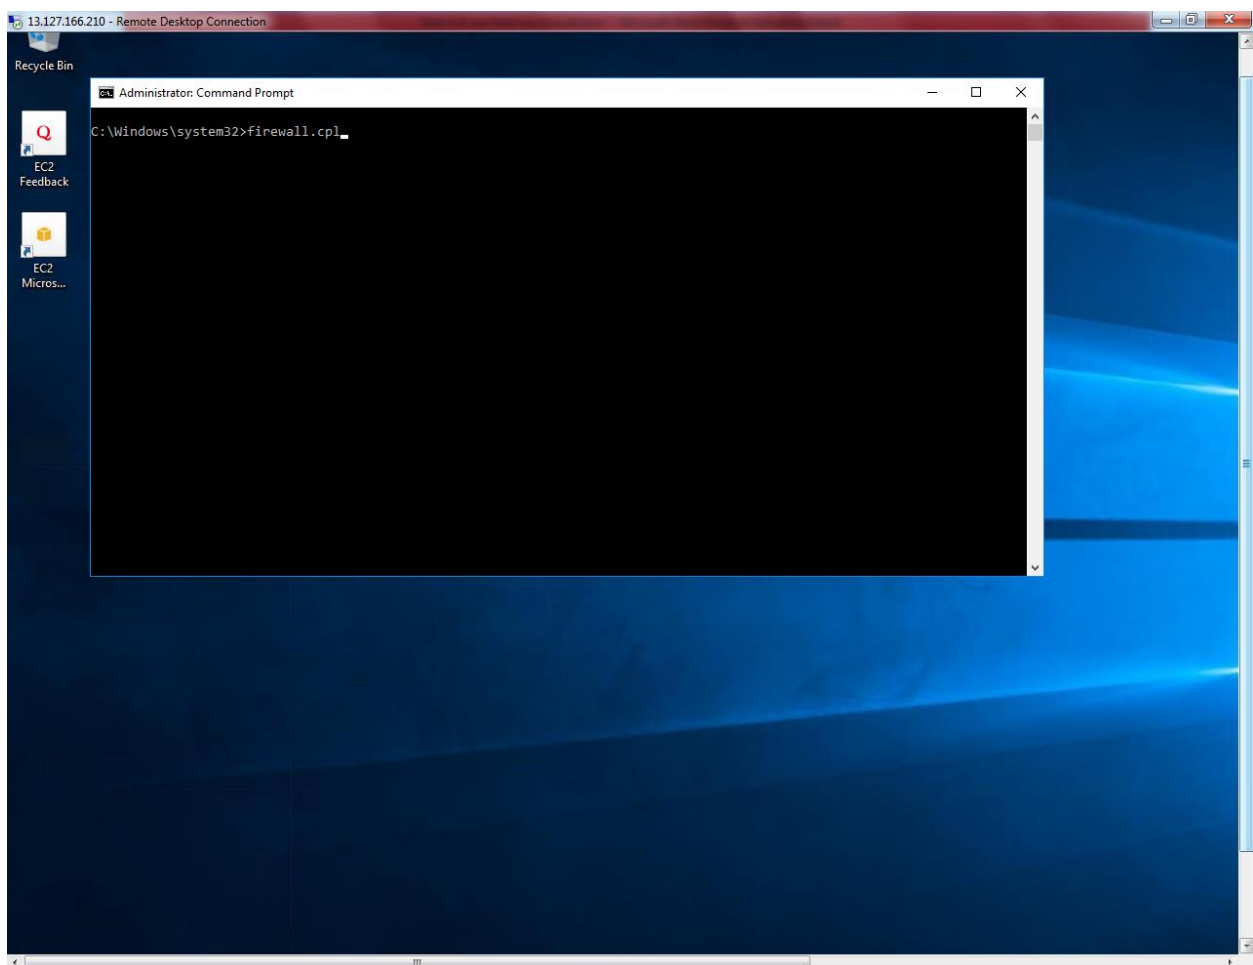 13.127.166.210 - Remote Desktop Connection
Recycle Bin
Administrator: Command Prompt
C:\Windows\system32>firewall.cpl
Q
EC2
Feedback
EC2
Micros...